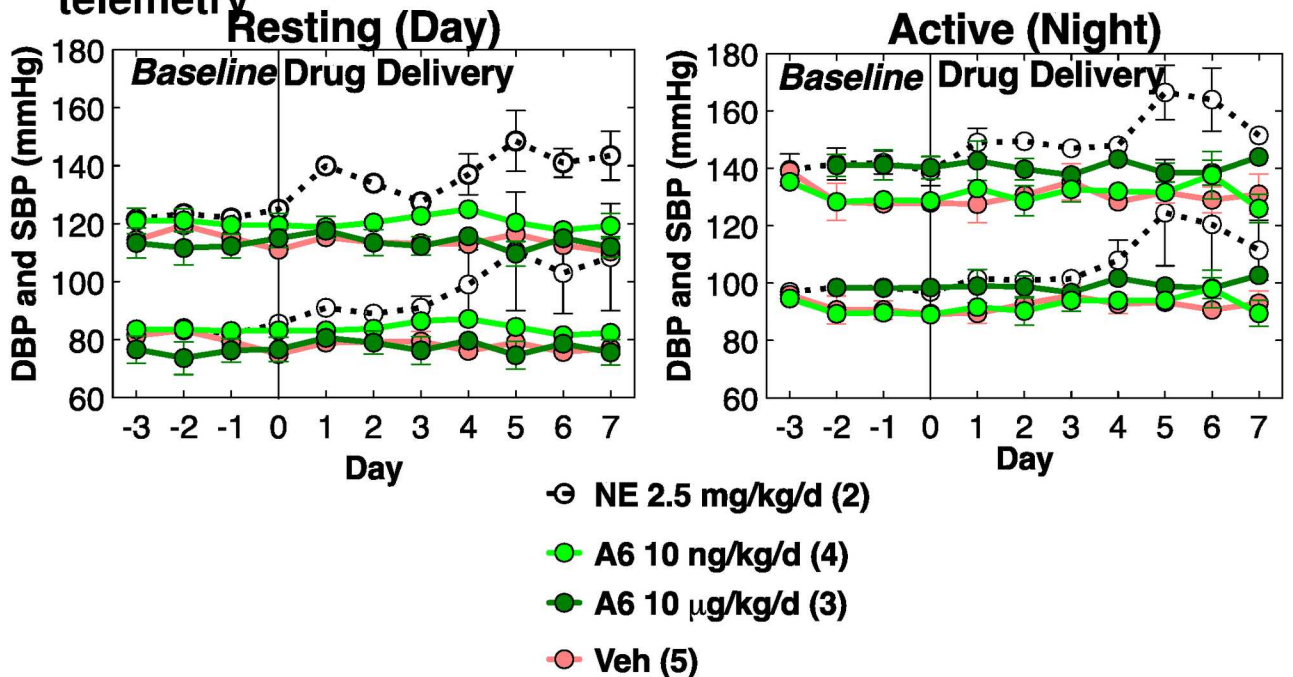 telemetry
Resting (Day)
Baseline Drug Delivery
DBP and SBP (mmHg)
180
160
140
120
100
80
60
-3 -2 -1 0 1 2 3 4 5 6 7
Day
Active (Night)
Baseline Drug Delivery
DBP and SBP (mmHg)
180
160
140
120
100
80
60
-3 -2 -1 0 1 2 3 4 5 6 7
Day
NE 2.5 mg/kg/d (2)
A6 10 ng/kg/d (4)
A6 10 μg/kg/d (3)
Veh (5)